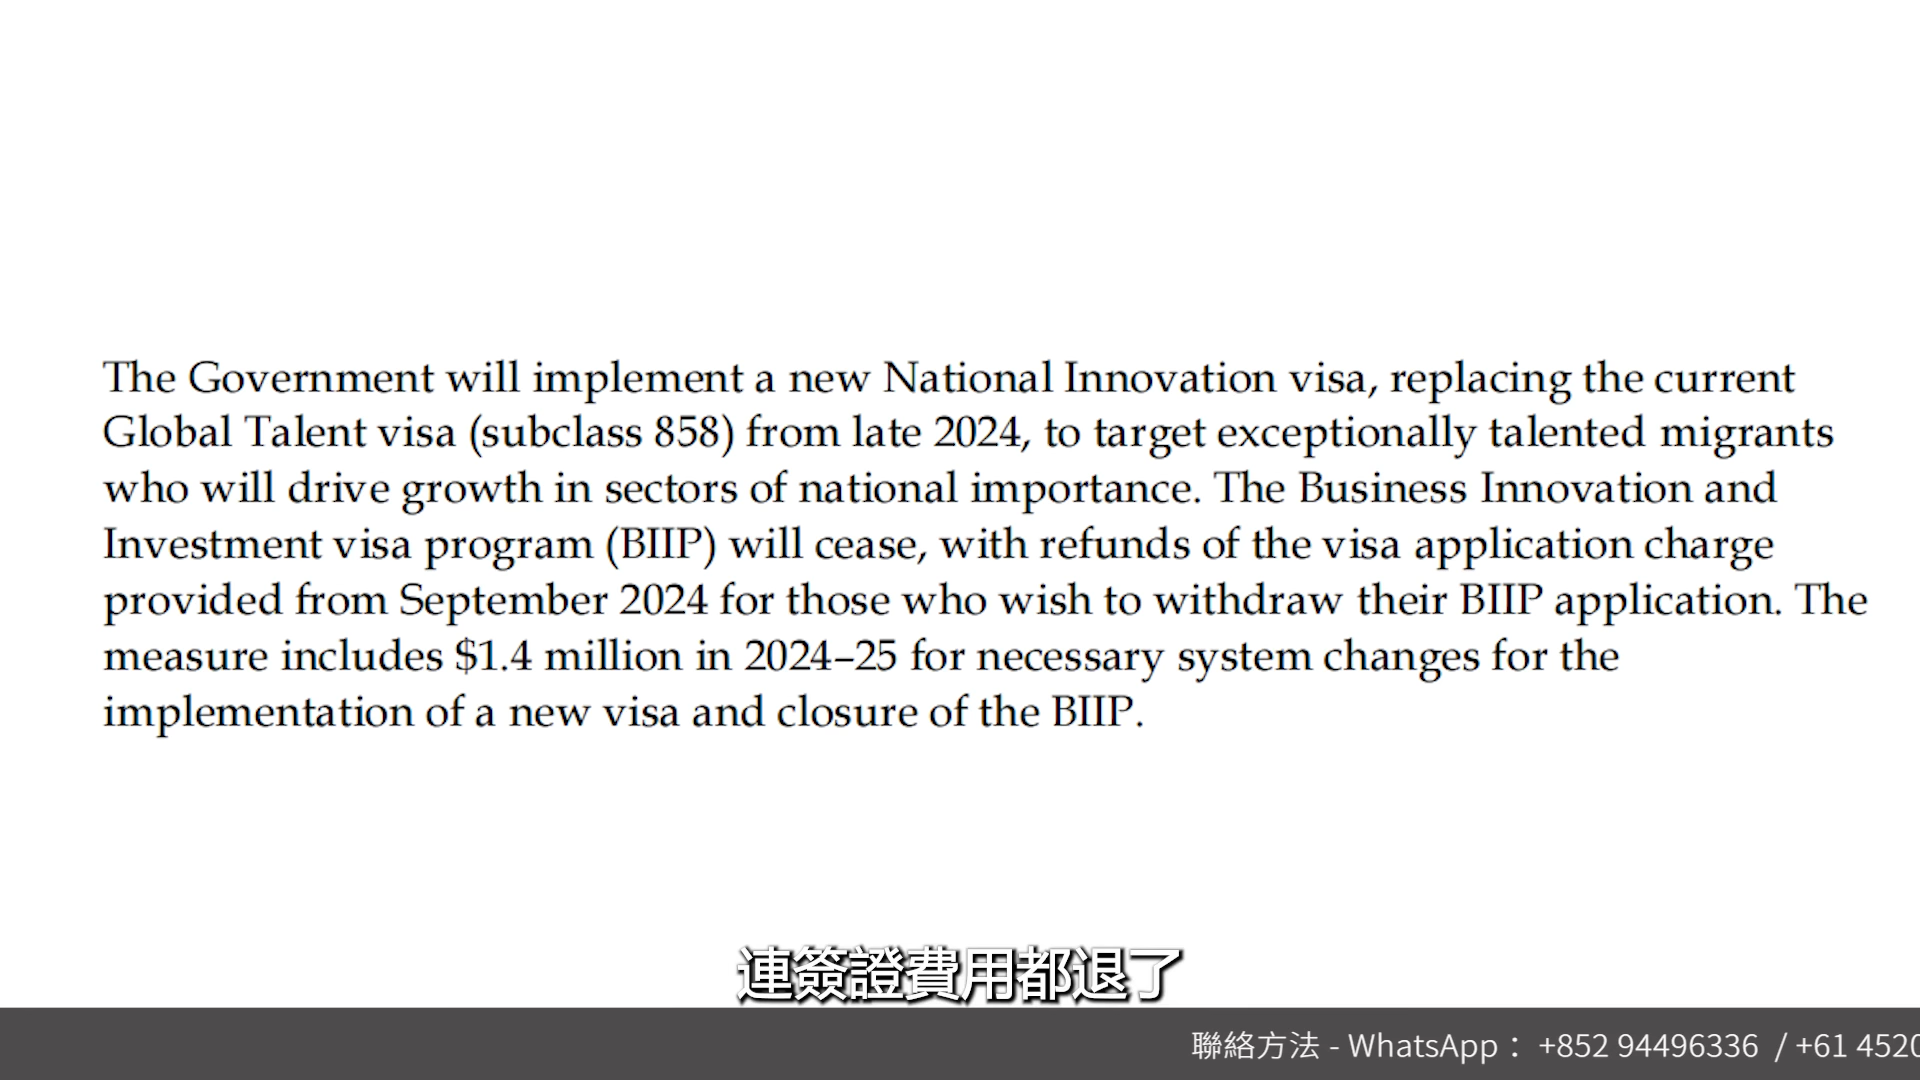 The Government will implement a new National Innovation visa, replacing the current
Global Talent visa (subclass 858) from late 2024, to target exceptionally talented migrants
who will drive growth in sectors of national importance. The Business Innovation and
Investment visa program (BIIP) will cease, with refunds of the visa application charge
provided from September 2024 for those who wish to withdraw their BIIP application. The
measure includes $1.4 million in 2024–25 for necessary system changes for the
implementation of a new visa and closure of the BIIP.
連簽證費用都退了
聯絡方法 - WhatsApp： +852 94496336 / +61 4520